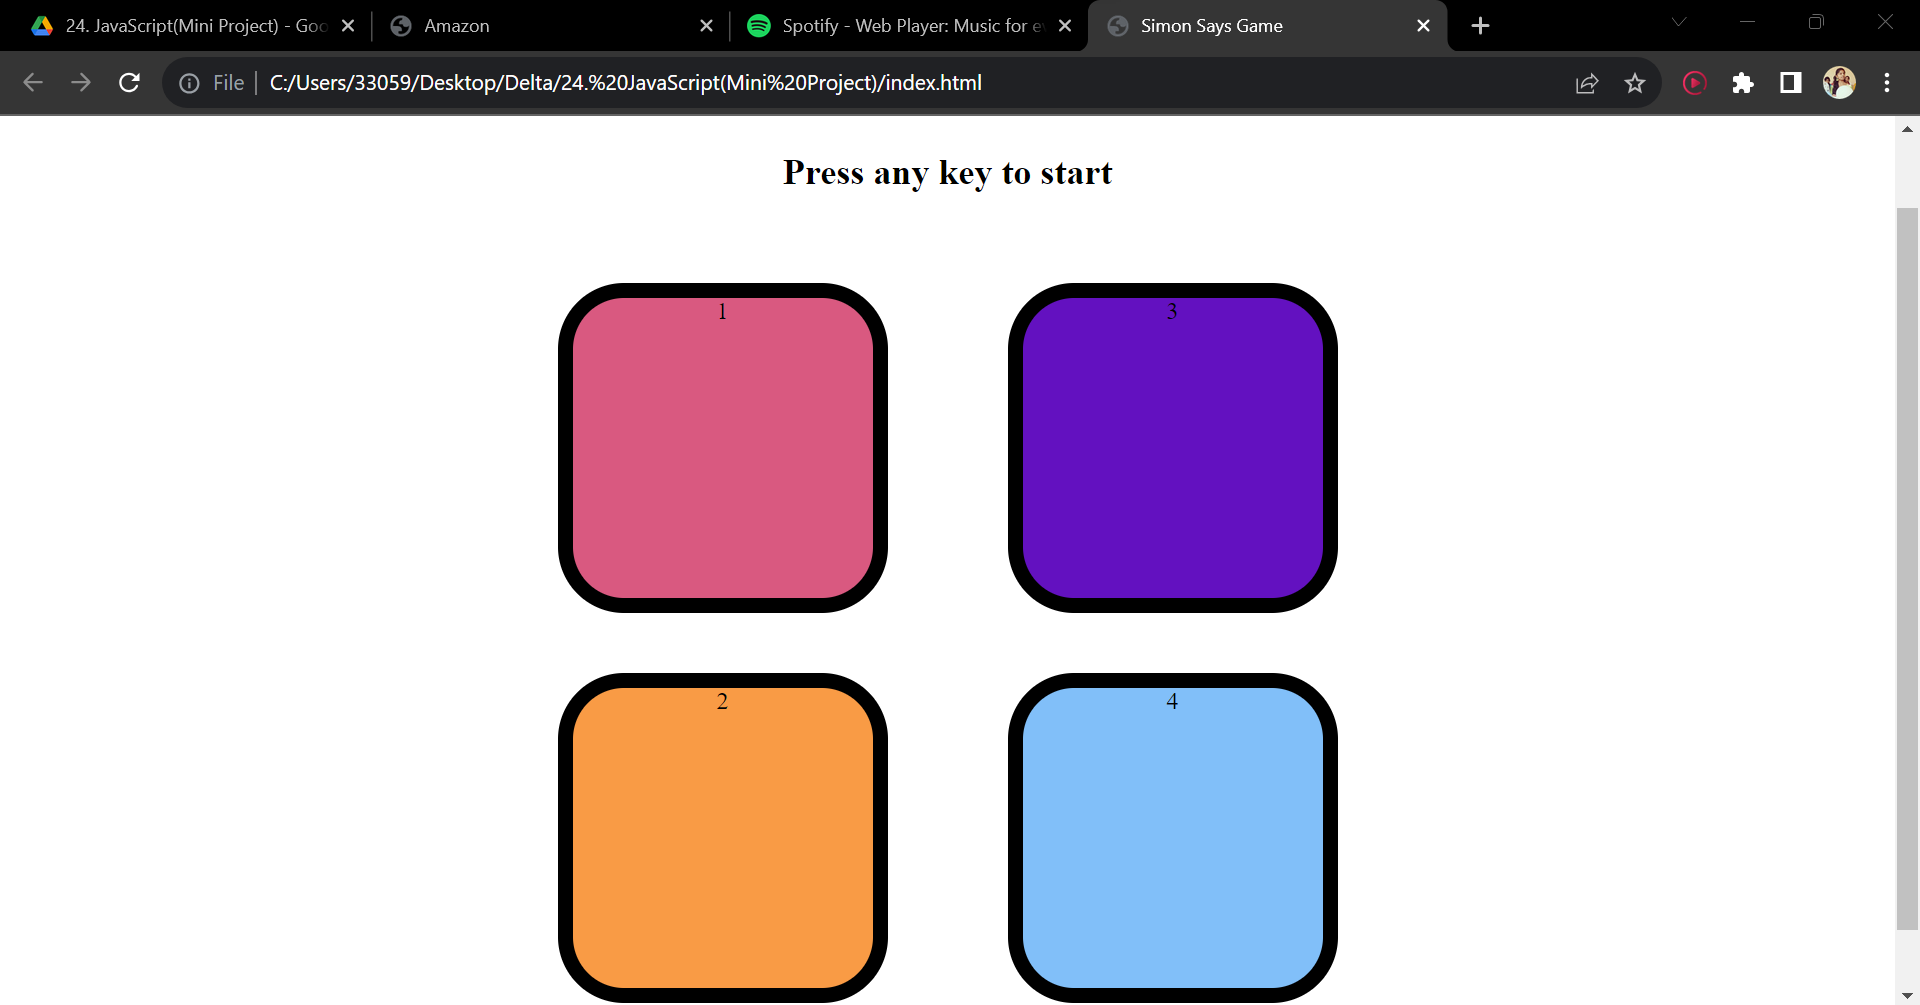 24. JavaScript(Mini Project) - Goo
Amazon
Spotify - Web Player: Music for ev
Simon Says Game
File
C:/Users/33059/Desktop/Delta/24.%20JavaScript(Mini%20Project)/index.html
Press any key to start
1
3
2
4